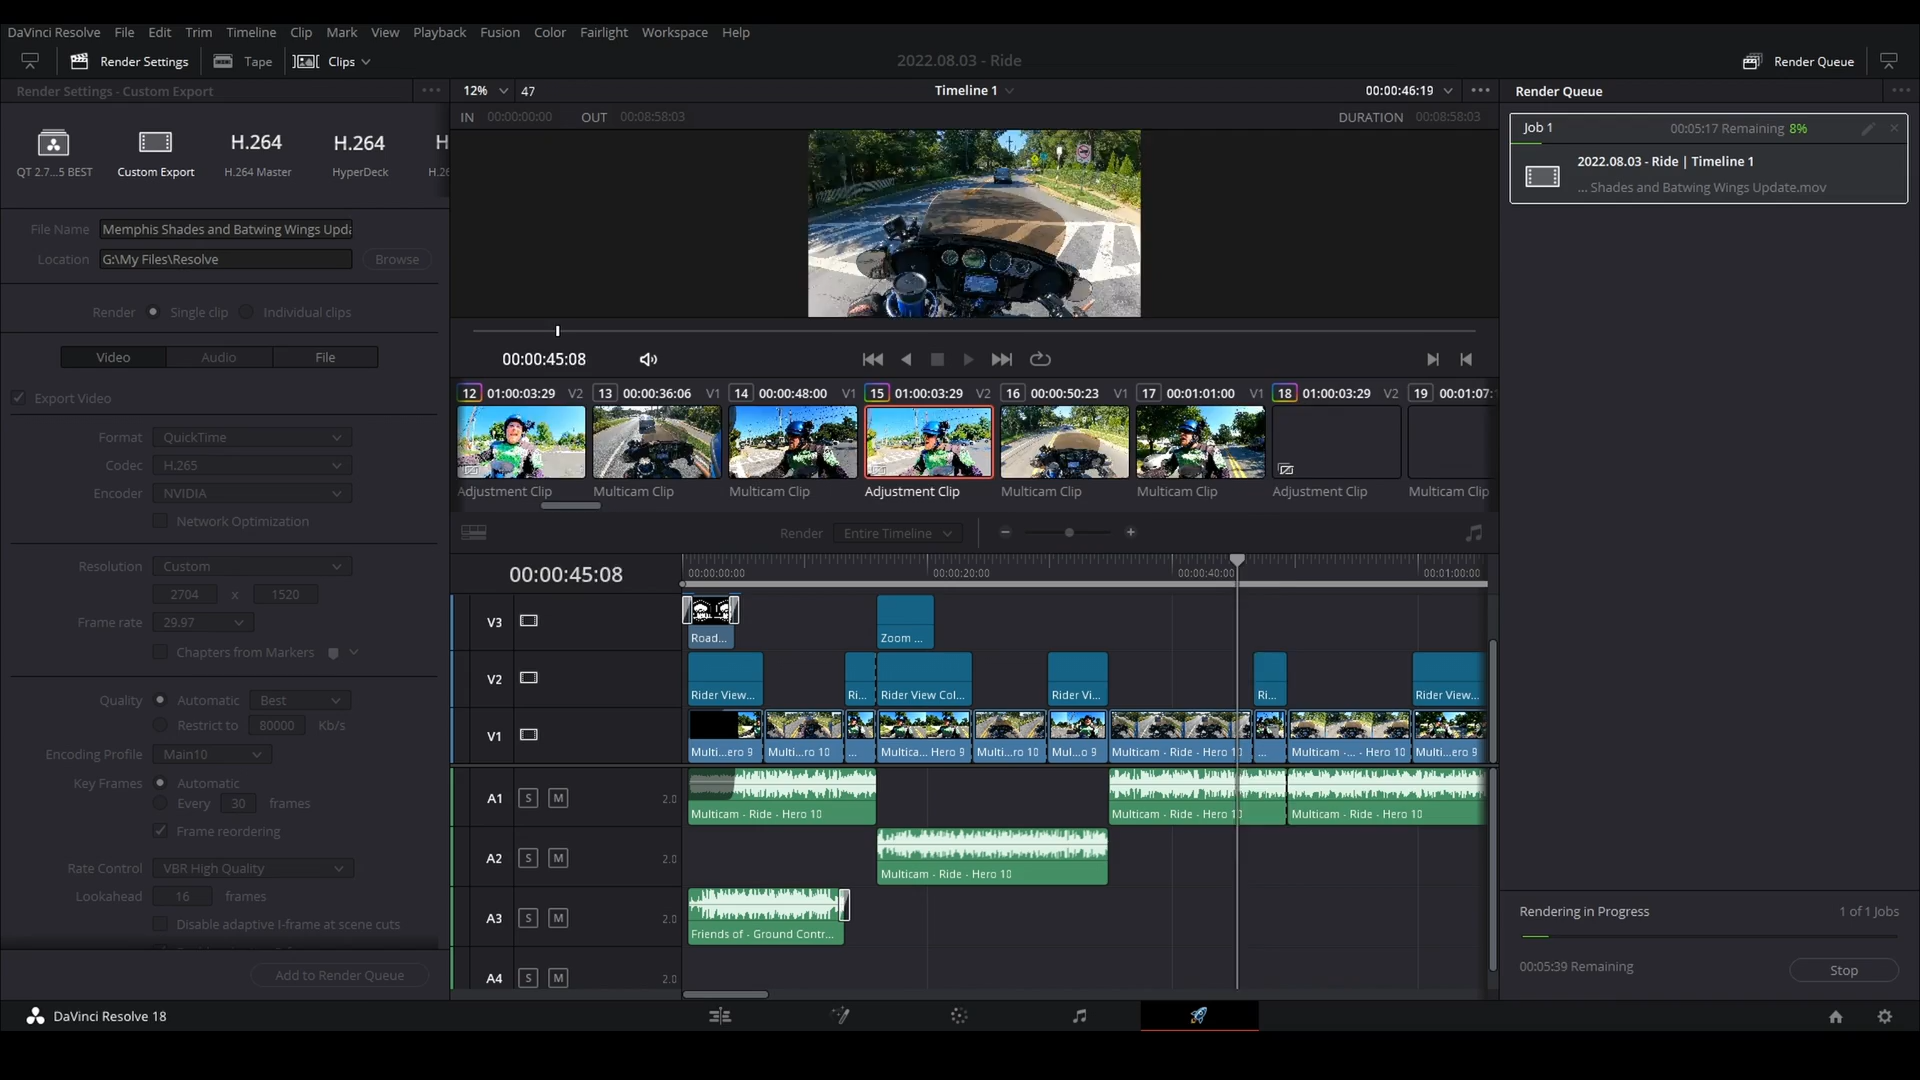 DaVinci Resolve File Edit Trim Timeline Clip Mark View Playback Fusion Color Fairlight Workspace Help
Render Settings Tape Clips 2022.08.03 - Ride Render Queue
Render Settings - Custom Export
12% 47 Timeline 1 00:00:46:19
Render Queue
IN 00:00:00:00 OUT 00:08:58:03 DURATION 00:08:58:03
H.264 H.264 H
QT 2.7...5 BEST Custom Export H.264 Master HyperDeck H.26
File Name Memphis Shades and Batwing Wings Upda
Location G:\My Files\Resolve Browse
Render Single clip Individual clips
Video Audio File
Export Video
Format QuickTime
Codec H.265
Encoder NVIDIA
Network Optimization
Resolution Custom
2704 x 1520
Frame rate 29.97
Chapters from Markers
Quality Automatic Best
Restrict to 80000 Kb/s
Encoding Profile Main10
Key Frames Automatic
Every 30 frames
Frame reordering
Rate Control VBR High Quality
Lookahead 16 frames
Disable adaptive I-frame at scene cuts
Add to Render Queue
00:00:45:08
12 01:00:03:29 V2 13 00:00:36:06 V1 14 00:00:48:00 V1 15 01:00:03:29 V2 16 00:00:50:23 V1 17 00:01:01:00 V1 18 01:00:03:29 V2 19 00:01:07:
Adjustment Clip Multicam Clip Multicam Clip Adjustment Clip Multicam Clip Multicam Clip Adjustment Clip Multicam Clip
Render Entire Timeline
00:00:45:08 00:00:00:00 00:00:20:00 00:00:40:00 00:01:00:00
V3 Road... Zoom ...
V2 Rider View... Ri... Rider View Col... Rider Vi... Ri... Rider View...
V1 Multi...ero 9 Multi...ro 10 ... Multica... Hero 9 Multi...ro 10 Mul...o 9 Multicam - Ride - Hero 10 ... Multicam -... - Hero 10 Multi...ero 9
A1 S M 2.0 Multicam - Ride - Hero 10 Multicam - Ride - Hero 10 Multicam - Ride - Hero 10
A2 S M 2.0 Multicam - Ride - Hero 10
A3 S M 2.0 Friends of - Ground Contr...
A4 S M 2.0
Job 1 00:05:17 Remaining 8%
2022.08.03 - Ride | Timeline 1
... Shades and Batwing Wings Update.mov
Rendering in Progress 1 of 1 Jobs
00:05:39 Remaining Stop
DaVinci Resolve 18